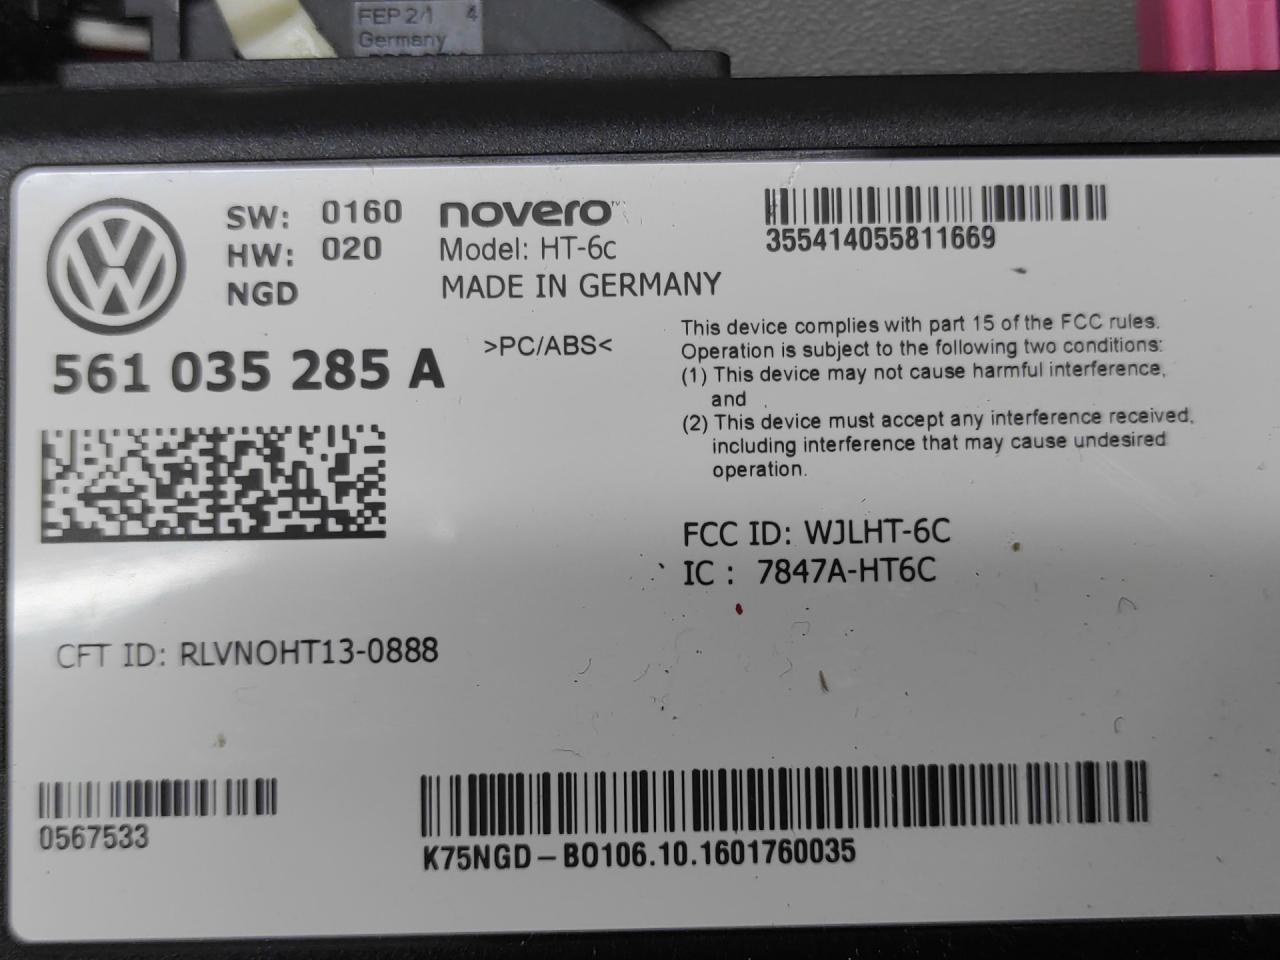 FEP 2/1 4
Germany
SW: 0160
HW: 020
NGD
novero™
Model: HT-6c
MADE IN GERMANY
355414055811669
561 035 285 A
>PC/ABS<
This device complies with part 15 of the FCC rules.
Operation is subject to the following two conditions:
(1) This device may not cause harmful interference,
and
(2) This device must accept any interference received,
including interference that may cause undesired
operation.
FCC ID: WJLHT-6C
IC : 7847A-HT6C
CFT ID: RLVNOHT13-0888
0567533
K75NGD – BO106.10.1601760035